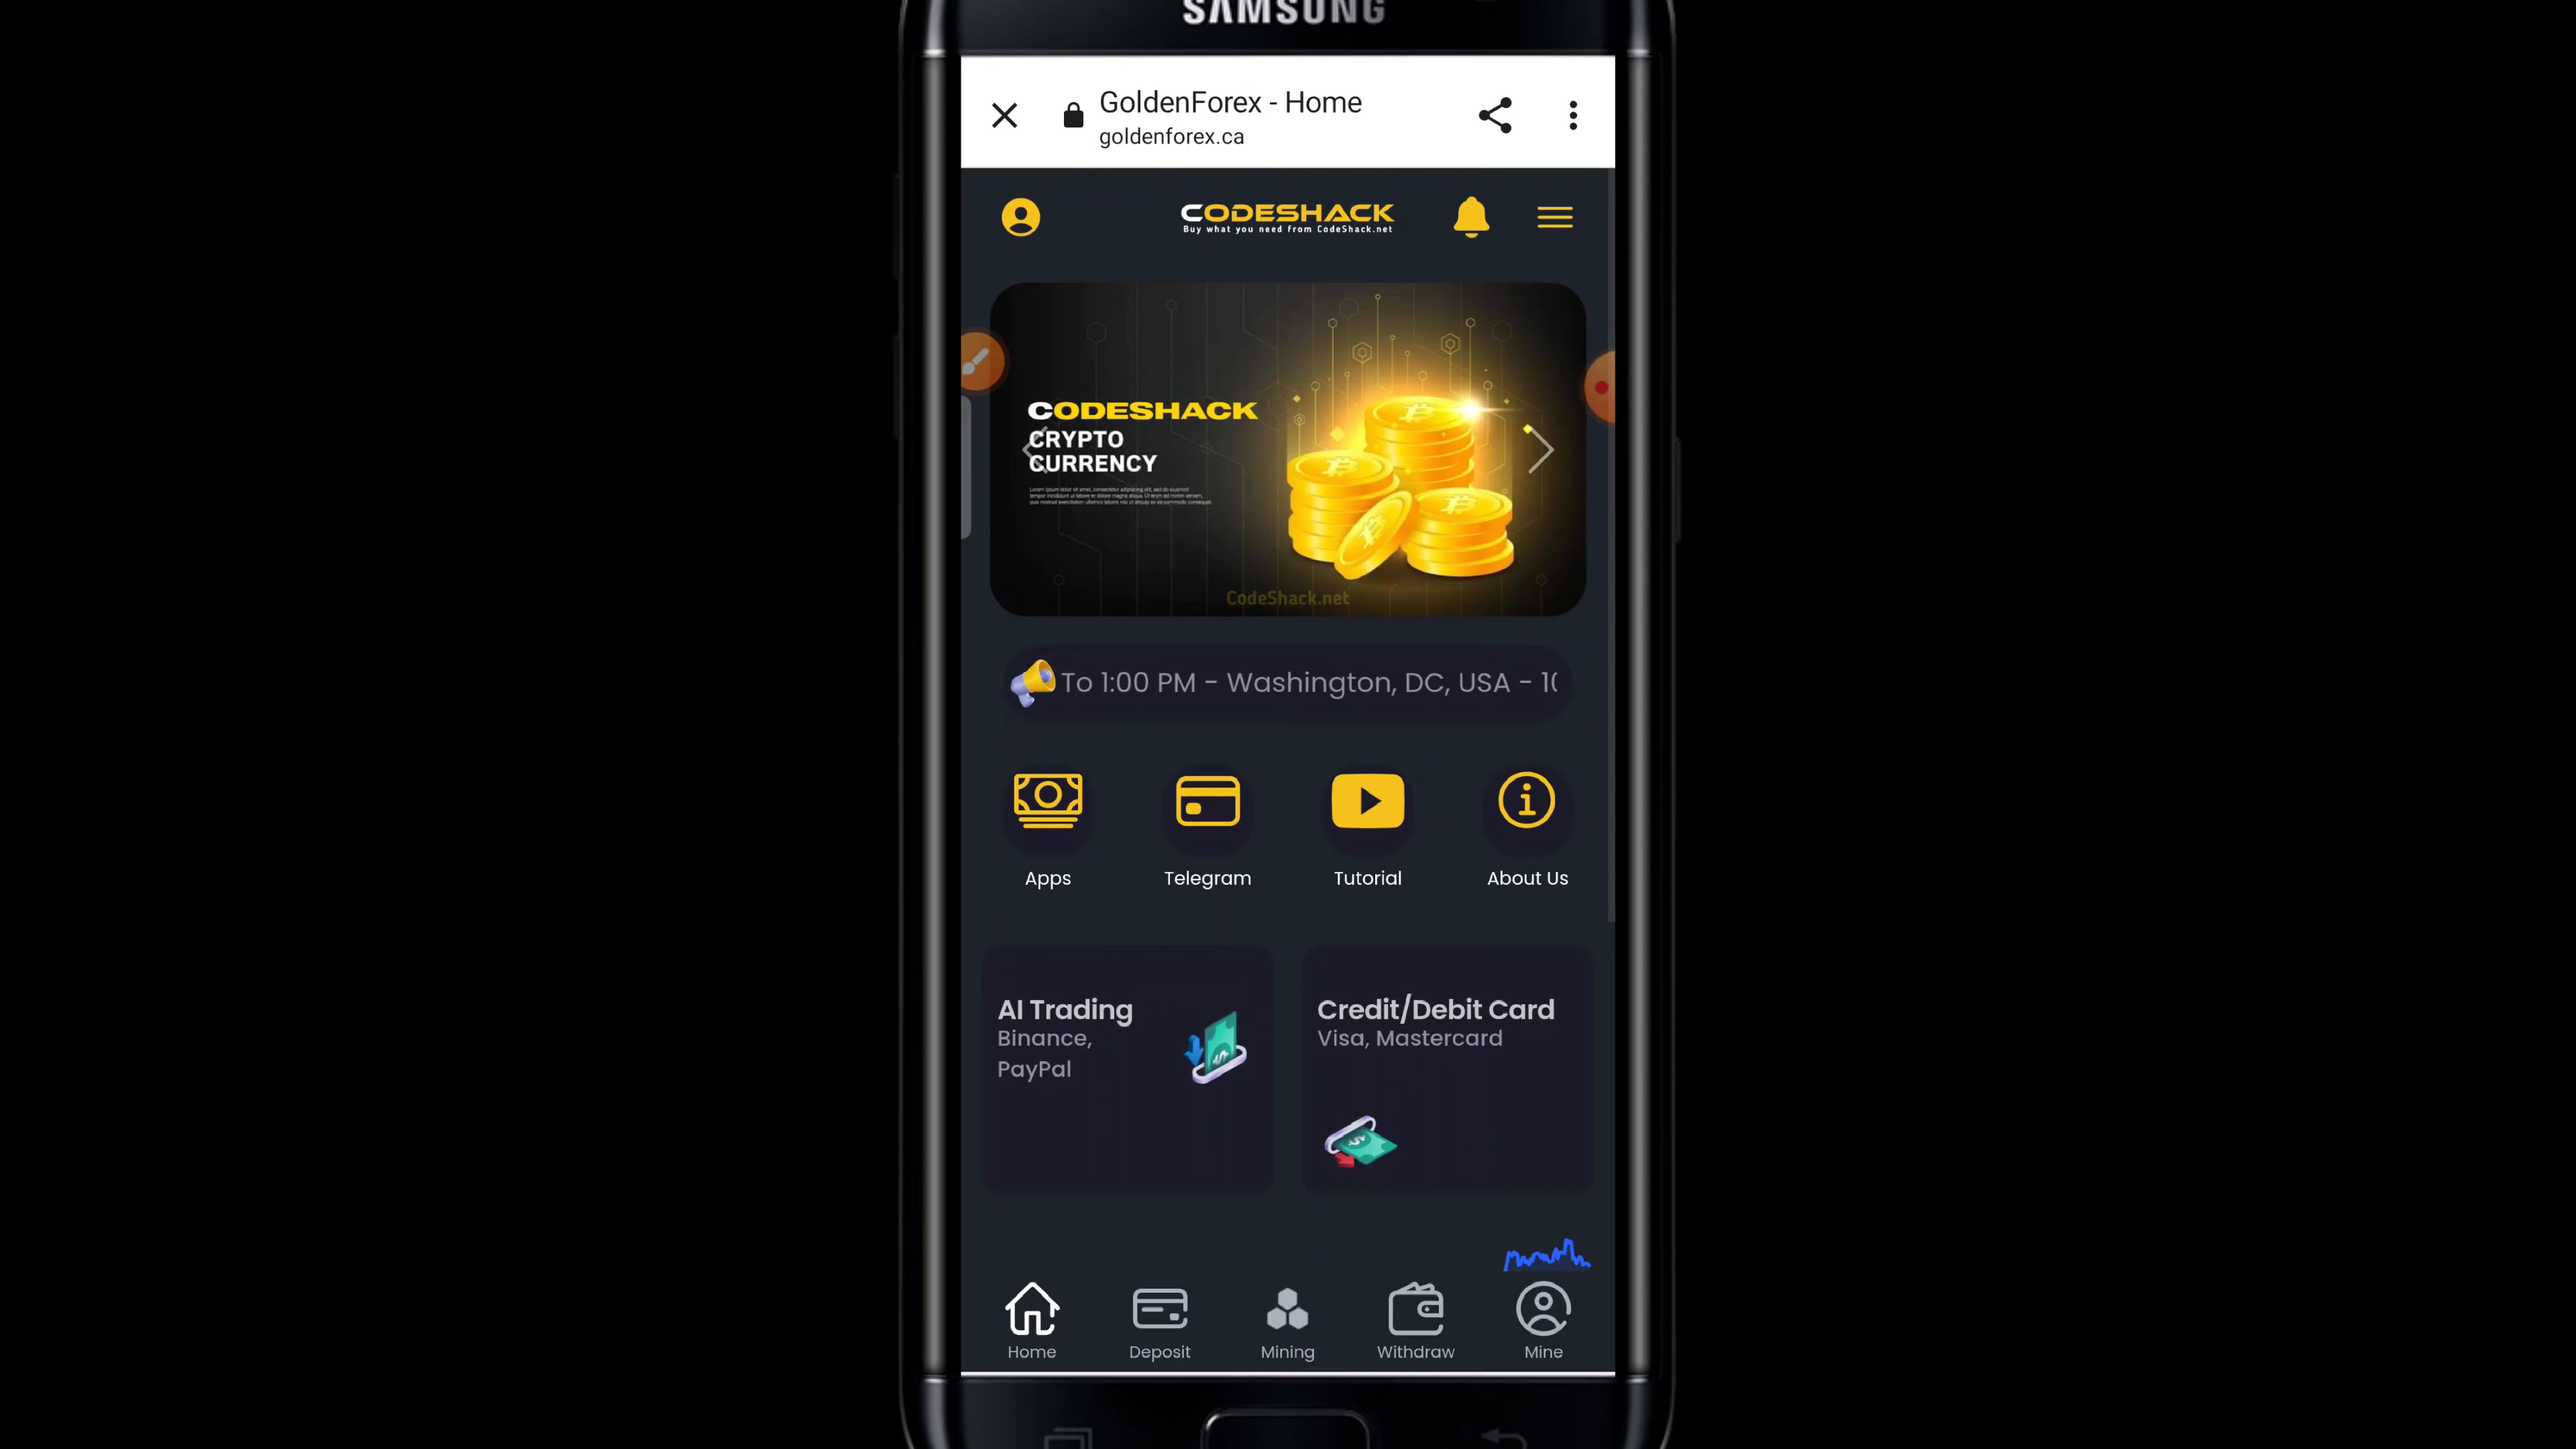 SAMSUNG
GoldenForex - Home
goldenforex.ca
CODESHACK
Buy what you need from CodeShack.net
CODESHACK
CRYPTO
CURRENCY
CodeShack.net
To 1:00 PM - Washington, DC, USA -
Apps
Telegram
Tutorial
About Us
AI Trading
Binance,
PayPal
Credit/Debit Card
Visa, Mastercard
Home
Deposit
Mining
Withdraw
Mine